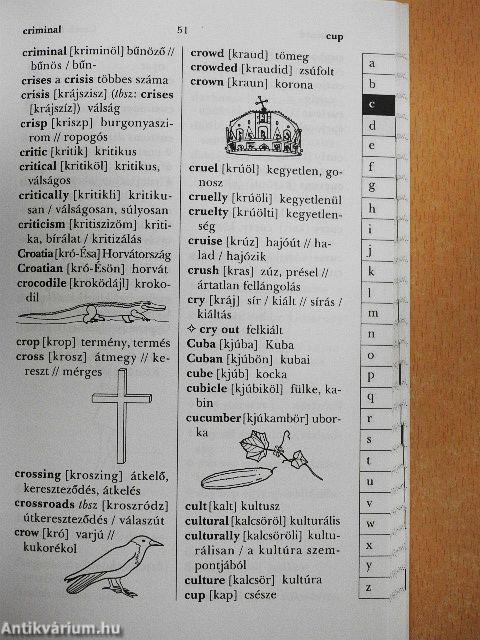 criminal 51 cup
criminal [kriminöl] bűnöző //
bűnös / bűn-
crises a crisis többes száma
crisis [krájszisz] (tbsz: crises
[krájszíz]) válság
crisp [kriszp] burgonyaszi-
rom // ropogós
critic [kritik] kritikus
critical [kritiköl] kritikus,
válságos
critically [kritikli] kritiku-
san / válságosan, súlyosan
criticism [kritiszizöm] kriti-
ka, bírálat / kritizálás
Croatia [kró-Ésa] Horvátország
Croatian [kró-Ésön] horvát
crocodile [kroködájl] kroko-
dil
crop [krop] termény, termés
cross [krosz] átmegy // ke-
reszt // mérges
crossing [kroszing] átkelő,
kereszteződés, átkelés
crossroads tbsz [kroszródz]
útkereszteződés / válaszút
crow [kró] varjú //
kukorékol
crowd [kraud] tömeg
crowded [kraudid] zsúfolt
crown [kraun] korona
cruel [krúöl] kegyetlen, go-
nosz
cruelly [krúöli] kegyetlenül
cruelty [krúölti] kegyetlen-
ség
cruise [krúz] hajóút // ha-
lad / hajózik
crush [kras] zúz, présel //
ártatlan fellángolás
cry [kráj] sír / kiált // sírás /
kiáltás
✧ cry out felkiált
Cuba [kjúba] Kuba
Cuban [kjúbön] kubai
cube [kjúb] kocka
cubicle [kjúbiköl] fülke, ka-
bin
cucumber [kjúkambör] ubor-
ka
cult [kalt] kultusz
cultural [kalcsöröl] kulturális
culturally [kalcsöröli] kultu-
rálisan / a kultúra szem-
pontjából
culture [kalcsör] kultúra
cup [kap] csésze
a
b
c
d
e
f
g
h
i
j
k
l
m
n
o
p
q
r
s
t
u
v
w
x
y
z
Antikvárium.hu